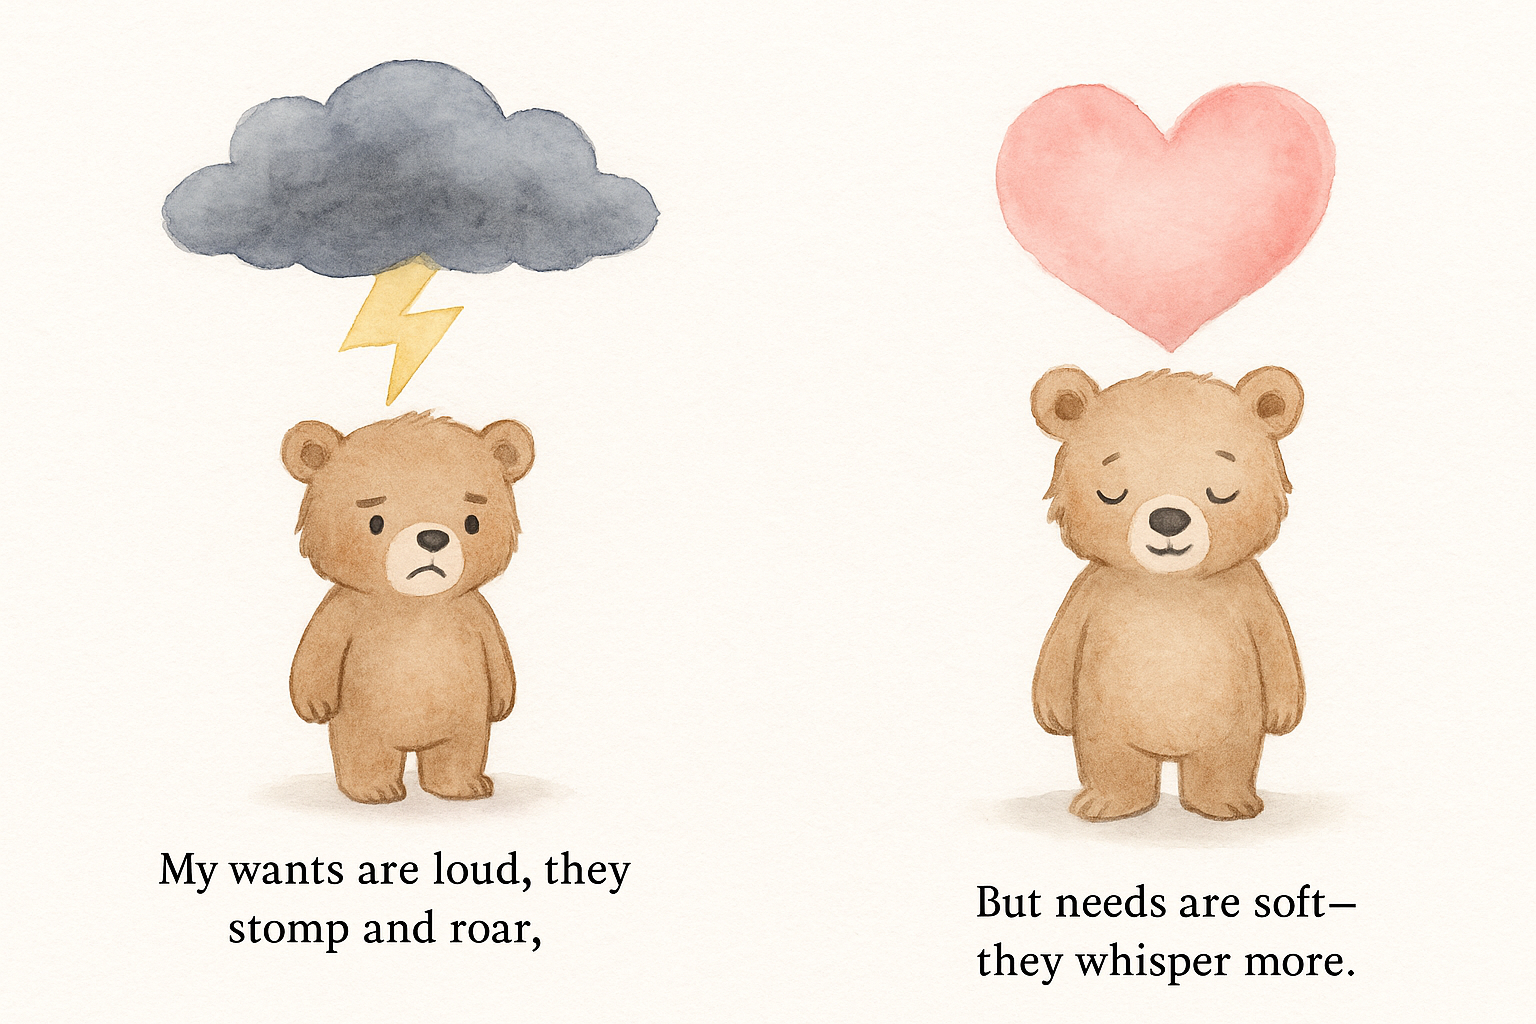 My wants are loud, they
stomp and roar,
But needs are soft—
they whisper more.